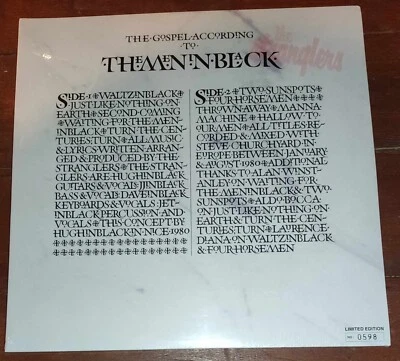 THE·GOSPEL·ACCORDING
·TO·
THEMENINBLACK
The
Stranglers
SIDE·1✦WALTZINBLACK
✦JUST·LIKE·NOTHING·ON
EARTH✦SECOND·COMING
✦WAITING·FOR·THE·MEN-
INBLACK✦TURN·THE·CEN-
TURIES:TURN✦ALL·MUSIC
&·LYRICS·WRITTEN·ARRAN-
GED·&·PRODUCED·BY·THE
STRANGLERS✦THE·STRAN-
GLERS·ARE·HUGHINBLACK
GUITARS·&·VOCALS:JJINBLACK
BASS·&·VOCALS:DAVEINBLACK
KEYBOARDS·&·VOCALS:JET-
INBLACK·PERCUSSION·AND
VOCALS✦THIS·CONCEPT·BY
HUGHINBLACK·IN·NICE·1980
SIDE·2✦TWO·SUNSPOTS✦
FOUR·HORSEMEN✦
THROWN·AWAY✦MANNA·
MACHINE✦HALLOW·TO·
OUR·MEN✦ALL·TITLES·RE-
CORDED·&·MIXED·WITH
STEVE·CHURCHYARD·IN
EUROPE·BETWEEN·JANUARY
&·AUGUST·1980✦ADDITIONAL
THANKS·TO·ALAN·WINST-
ANLEY·ON·WAITING·FOR·
THEMENINBLACK·&·TWO·
SUNSPOTS✦ALDO·BOCCA
ON·JUST·LIKE·NOTHING·ON·
EARTH·&·TURN·THE·CEN-
TURIES:TURN✦LAURENCE·
DIANA·ON·WALTZINBLACK
&·FOUR·HORSEMEN
LIMITED EDITION
0598